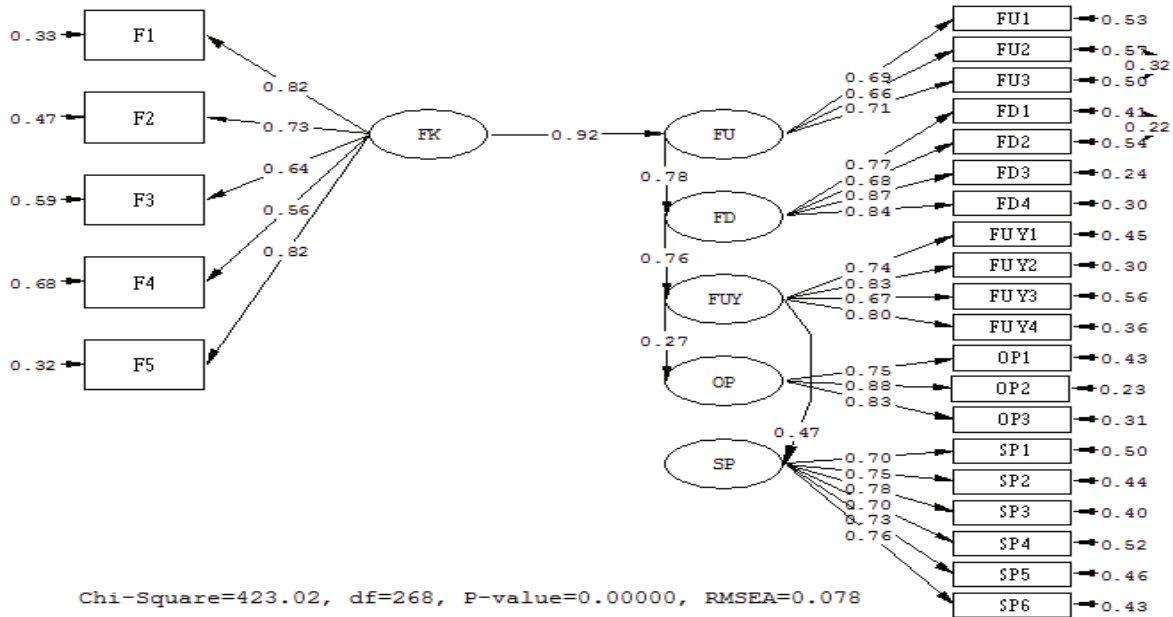 0.33 F1
0.47 F2
0.59 F3
0.68 F4
0.32 F5
0.82
0.73
0.64
0.56
0.82
FK
0.92
FU
0.78
FD
0.76
FUY
0.27
OP
0.47
SP
0.69
0.66
0.71
0.77
0.68
0.87
0.84
0.74
0.83
0.67
0.80
0.75
0.88
0.83
0.70
0.75
0.78
0.70
0.73
0.76
FU1 0.53
FU2 0.57
0.32
FU3 0.50
FD1 0.41
0.22
FD2 0.54
FD3 0.24
FD4 0.30
FUY1 0.45
FUY2 0.30
FUY3 0.56
FUY4 0.36
OP1 0.43
OP2 0.23
OP3 0.31
SP1 0.50
SP2 0.44
SP3 0.40
SP4 0.52
SP5 0.46
SP6 0.43
Chi-Square=423.02, df=268, P-value=0.00000, RMSEA=0.078